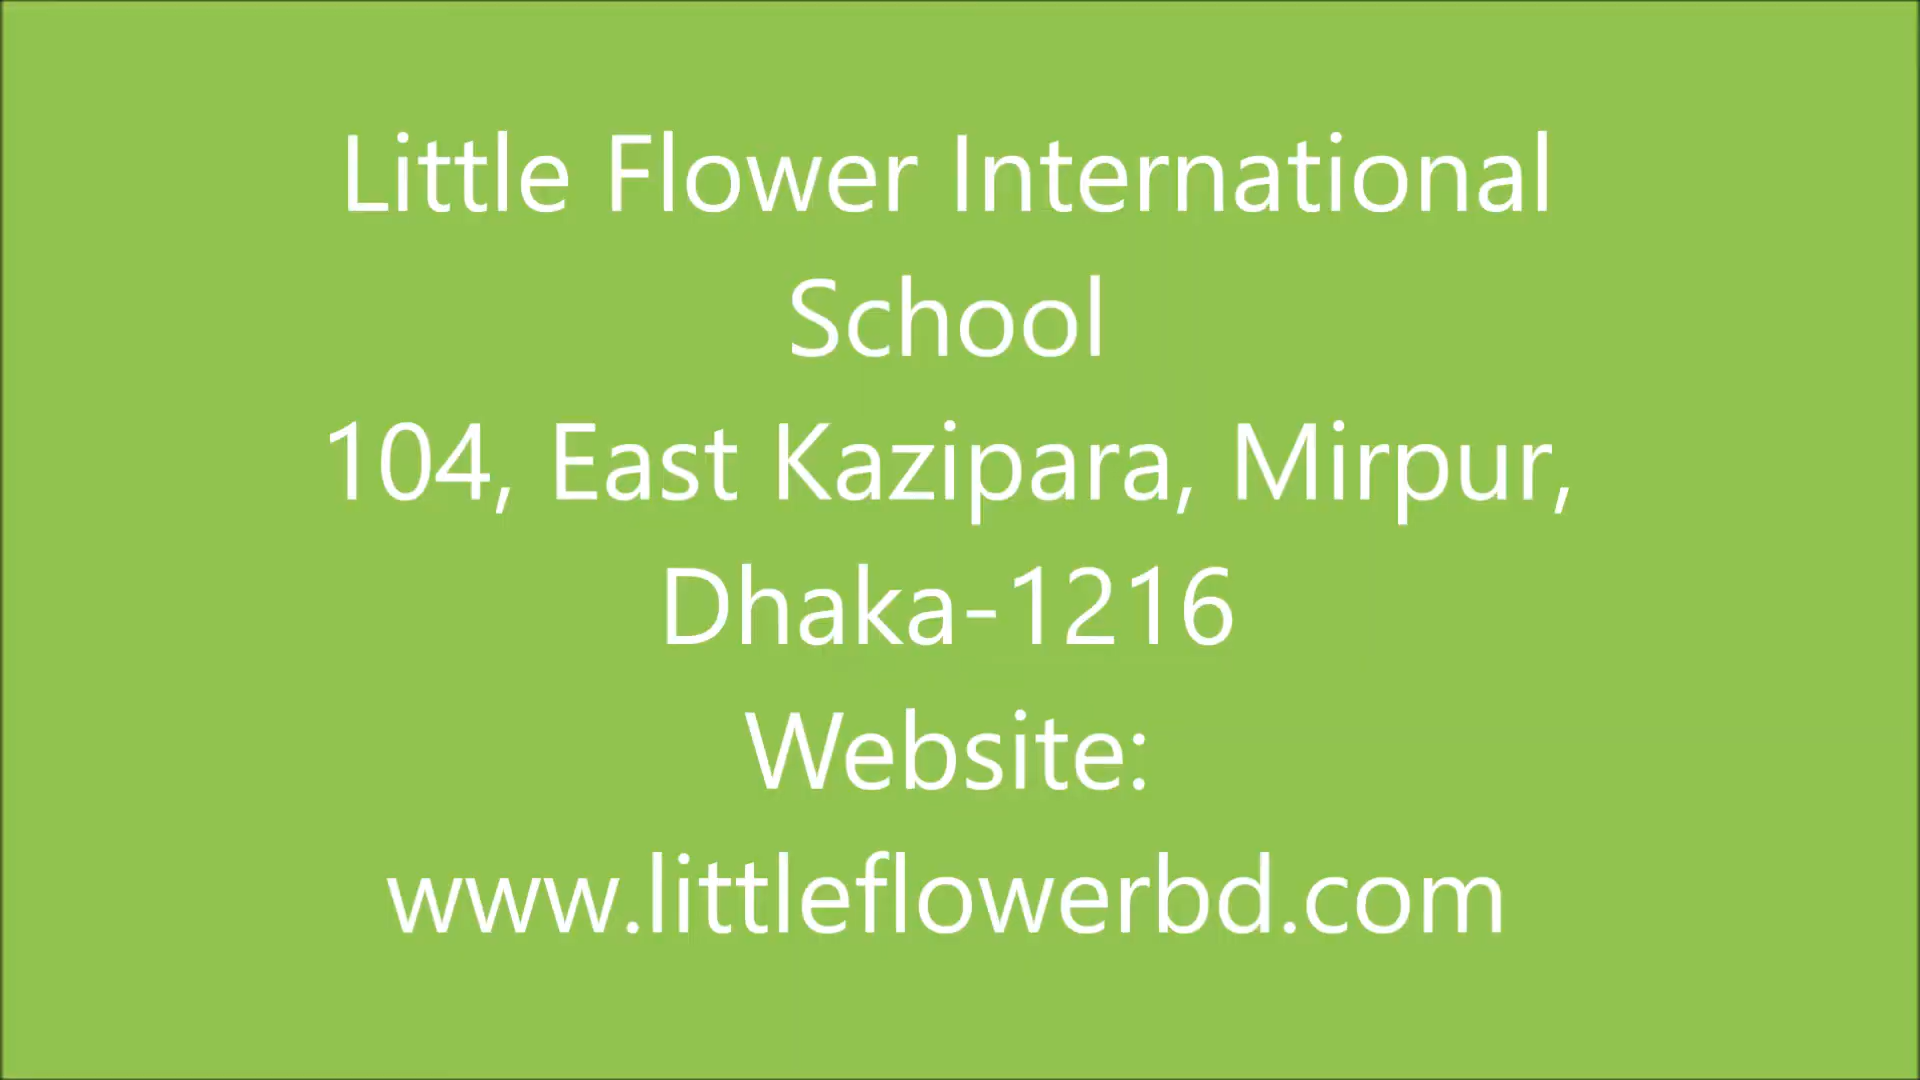 Little Flower International
School
104, East Kazipara, Mirpur,
Dhaka-1216
Website:
www.littleflowerbd.com